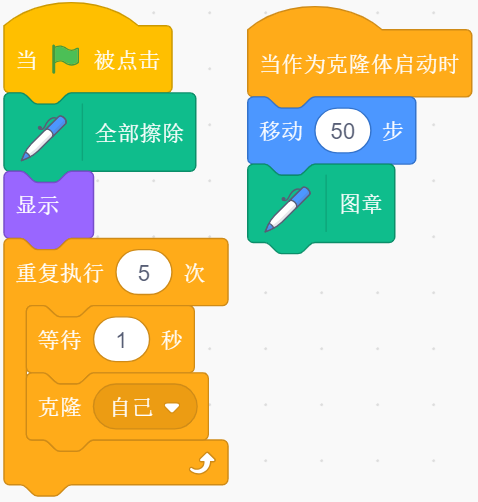 当 被点击
全部擦除
显示
重复执行 5 次
等待 1 秒
克隆 自己
当作为克隆体启动时
移动 50 步
图章